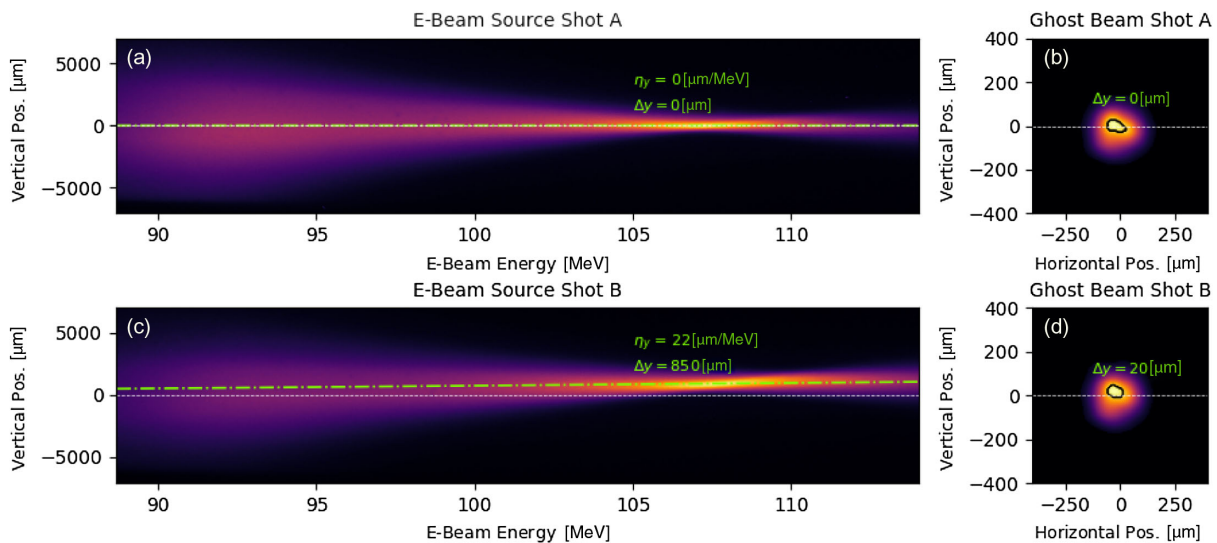 E-Beam Source Shot A
Ghost Beam Shot A
(a)
ηy = 0[μm/MeV]
Δy = 0[μm]
5000
0
−5000
Vertical Pos. [μm]
90
95
100
105
110
E-Beam Energy [MeV]
(b)
Δy = 0[μm]
400
200
0
−200
−400
Vertical Pos. [μm]
−250
0
250
Horizontal Pos. [μm]
E-Beam Source Shot B
Ghost Beam Shot B
(c)
ηy = 22[μm/MeV]
Δy = 850[μm]
5000
0
−5000
Vertical Pos. [μm]
90
95
100
105
110
E-Beam Energy [MeV]
(d)
Δy = 20[μm]
400
200
0
−200
−400
Vertical Pos. [μm]
−250
0
250
Horizontal Pos. [μm]